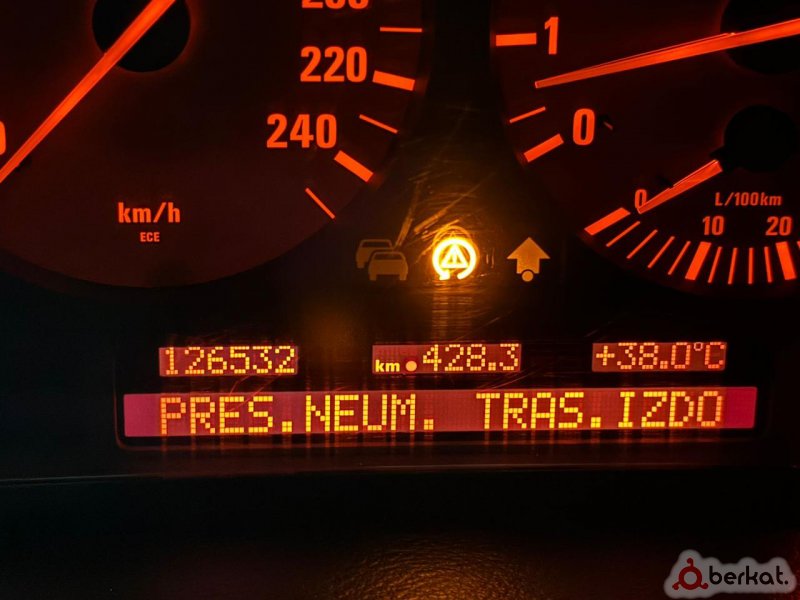 220
240
km/h
ECE
1
0
0
L/100km
10
20
126532
km 428.3
+38.0°C
PRES.NEUM. TRAS.IZDO
berkat.